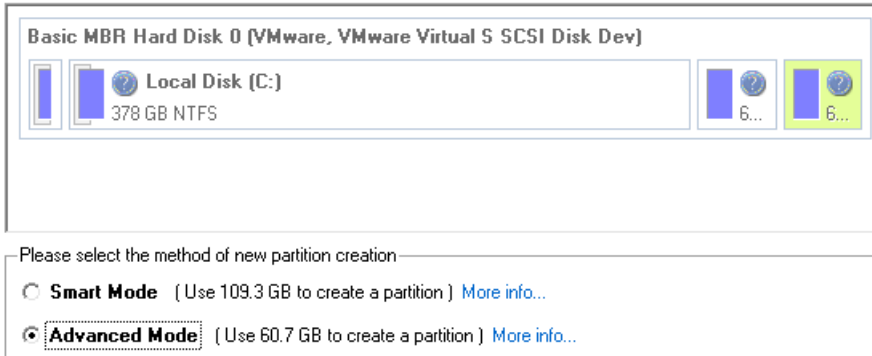 Basic MBR Hard Disk 0 (VMware, VMware Virtual S SCSI Disk Dev)
Local Disk (C:)
378 GB NTFS
6...
6...
Please select the method of new partition creation
Smart Mode ( Use 109.3 GB to create a partition ) More info...
Advanced Mode ( Use 60.7 GB to create a partition ) More info...